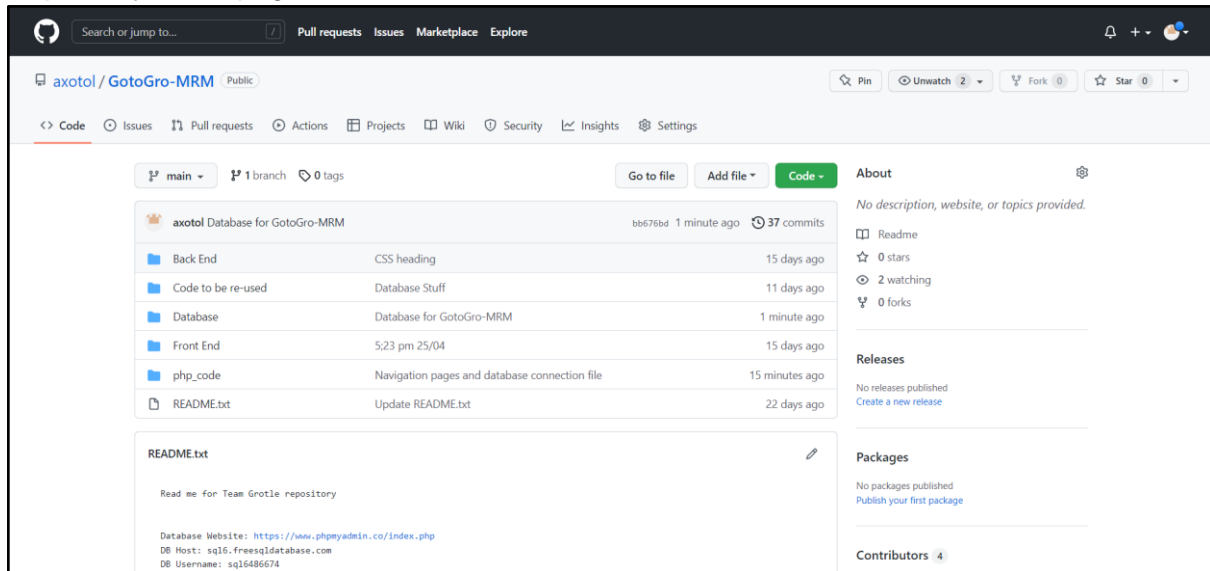 Search or jump to... / Pull requests Issues Marketplace Explore
axotol / GotoGro-MRM Public Pin Unwatch 2 Fork 0 Star 0
<> Code Issues Pull requests Actions Projects Wiki Security Insights Settings
main 1 branch 0 tags Go to file Add file Code
axotol Database for GotoGro-MRM bb676bd 1 minute ago 37 commits
Back End CSS heading 15 days ago
Code to be re-used Database Stuff 11 days ago
Database Database for GotoGro-MRM 1 minute ago
Front End 5;23 pm 25/04 15 days ago
php_code Navigation pages and database connection file 15 minutes ago
README.txt Update README.txt 22 days ago
README.txt
Read me for Team Grotle repository
Database Website: https://www.phpmyadmin.co/index.php
DB Host: sql6.freesqldatabase.com
DB Username: sql6486674
About
No description, website, or topics provided.
Readme
0 stars
2 watching
0 forks
Releases
No releases published
Create a new release
Packages
No packages published
Publish your first package
Contributors 4